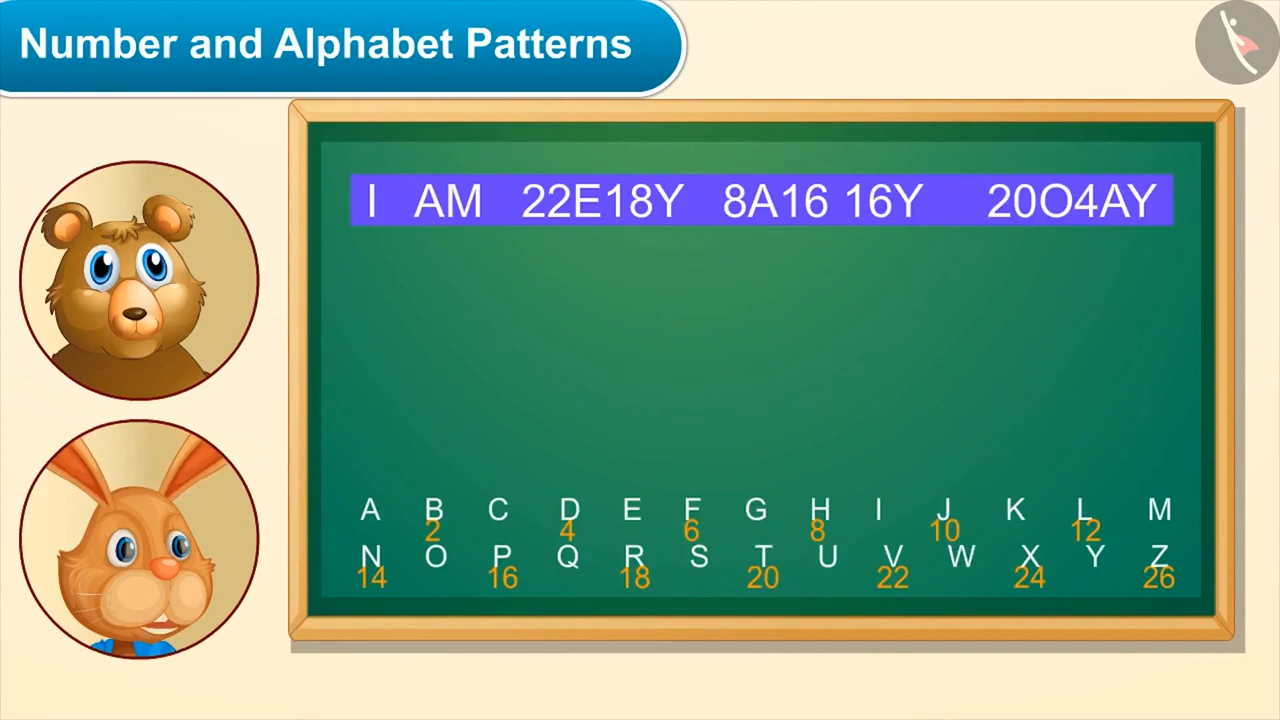 Number and Alphabet Patterns
I AM 22E18Y 8A16 16Y 20O4AY
A B C D E F G H I J K L M
2 4 6 8 10 12
N O P Q R S T U V W X Y Z
14 16 18 20 22 24 26